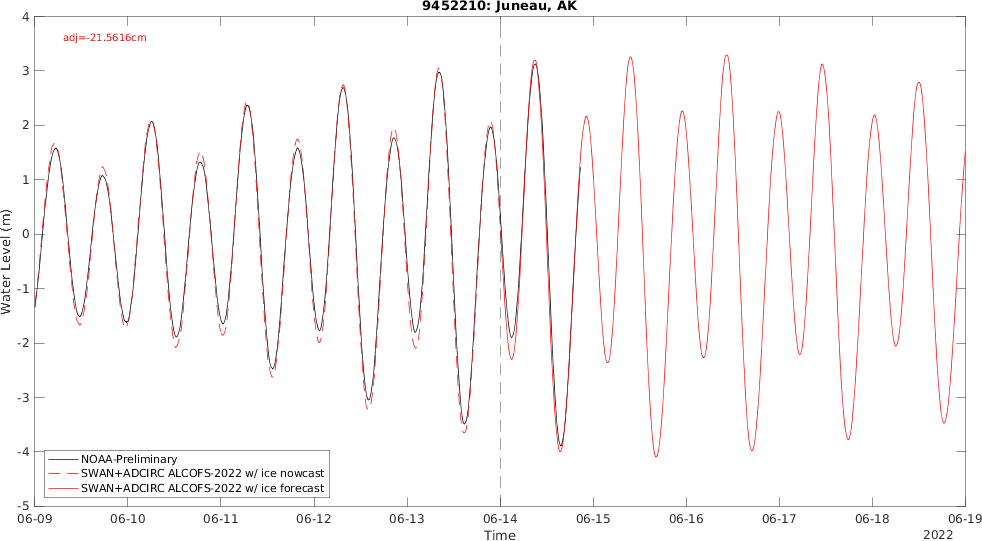 9452210: Juneau, AK
adj=-21.5616cm
Water Level (m)
4
3
2
1
0
-1
-2
-3
-4
-5
NOAA-Preliminary
SWAN+ADCIRC ALCOFS-2022 w/ ice nowcast
SWAN+ADCIRC ALCOFS-2022 w/ ice forecast
06-09 06-10 06-11 06-12 06-13 06-14 06-15 06-16 06-17 06-18 06-19
Time
2022